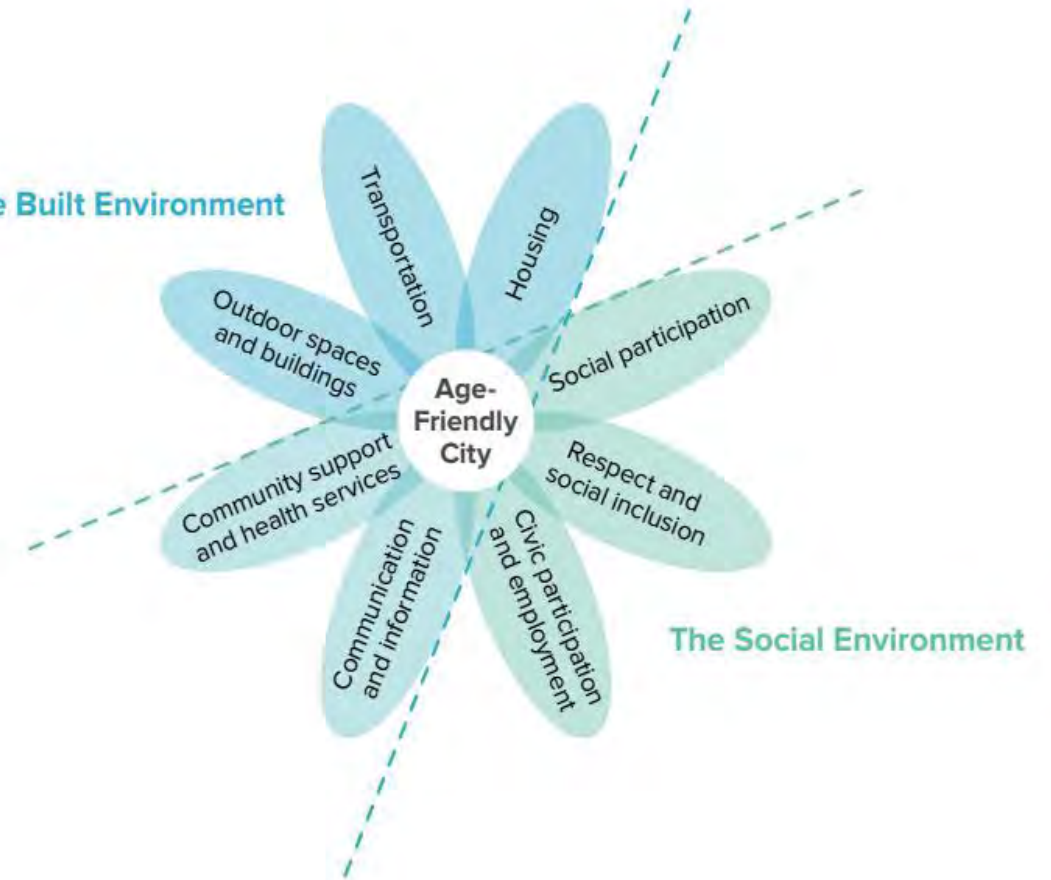 e Built Environment
Transportation
Housing
Outdoor spaces
and buildings
Social participation
Age-
Friendly
City
Community support
and health services
Respect and
social inclusion
Communication
and information
Civic participation
and employment
The Social Environment